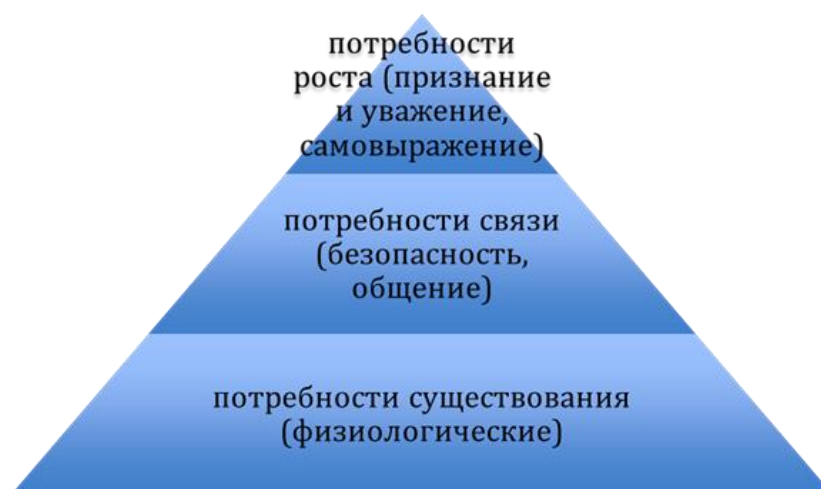 потребности
роста (признание
и уважение,
самовыражение)
потребности связи
(безопасность,
общение)
потребности существования
(физиологические)